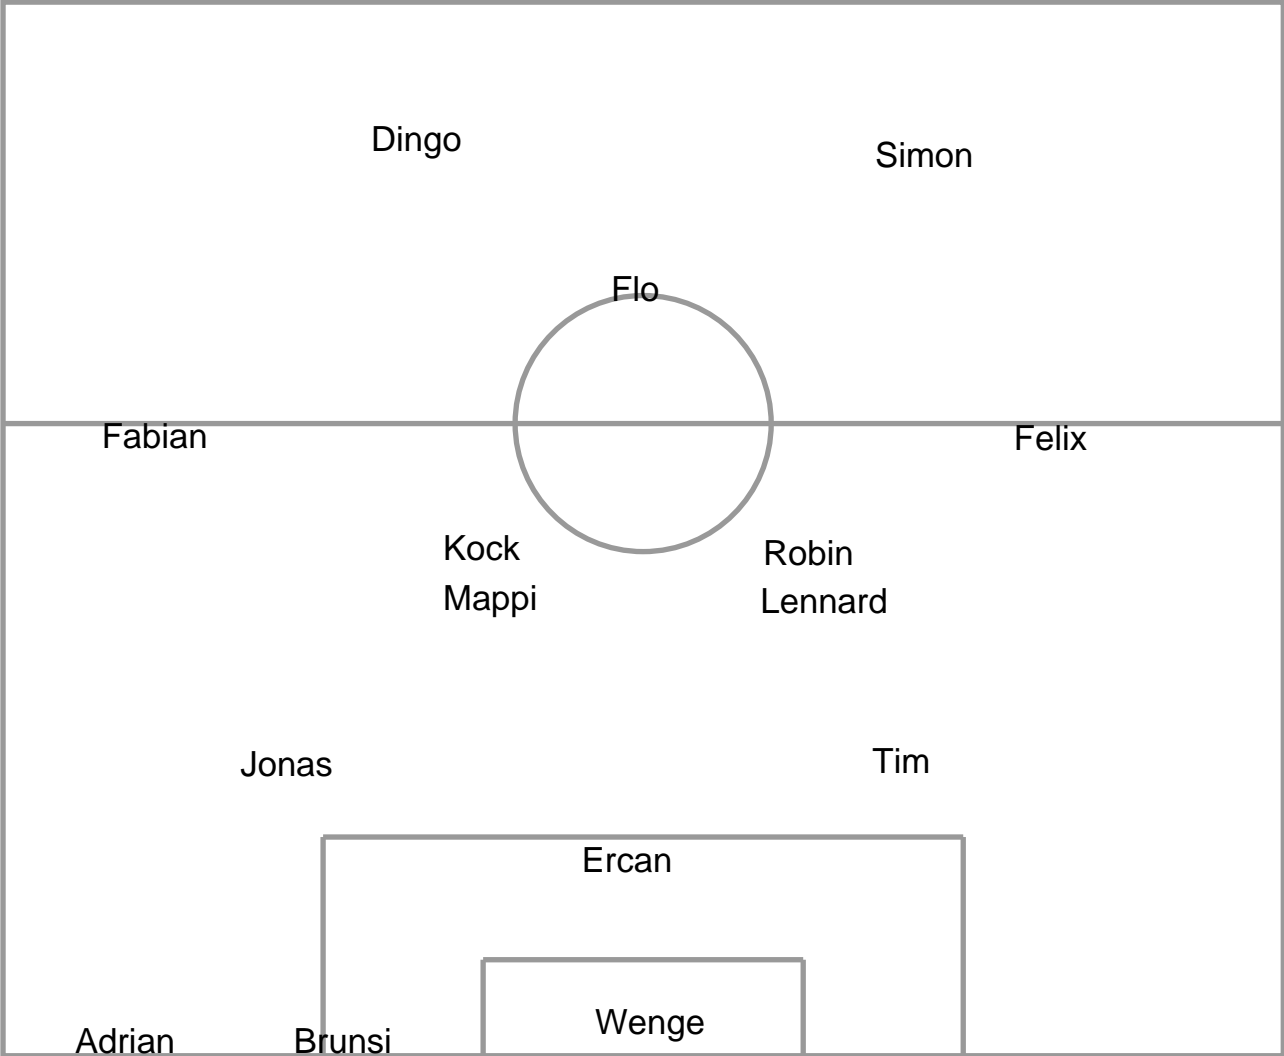 Dingo
Simon
Flo
Fabian
Felix
Kock
Robin
Mappi
Lennard
Jonas
Tim
Ercan
Wenge
Adrian
Brunsi